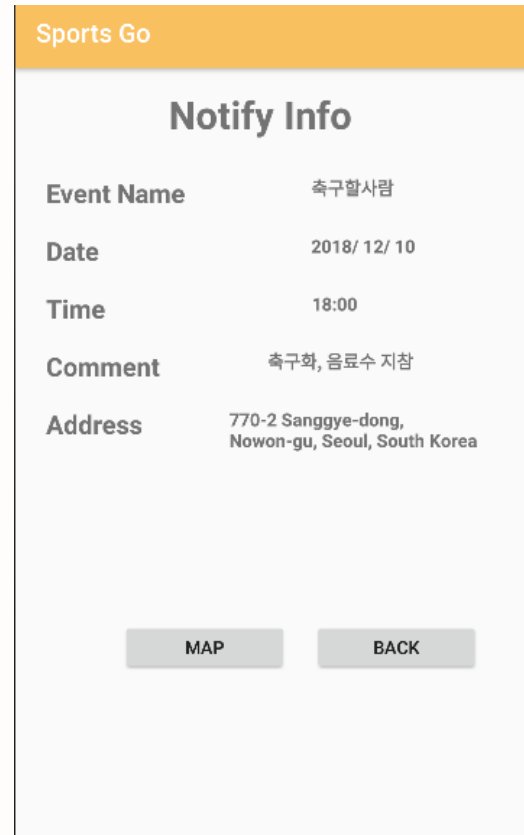 Sports Go
Notify Info
Event Name 축구할사람
Date 2018/ 12/ 10
Time 18:00
Comment 축구화, 음료수 지참
Address 770-2 Sanggye-dong,
Nowon-gu, Seoul, South Korea
MAP BACK